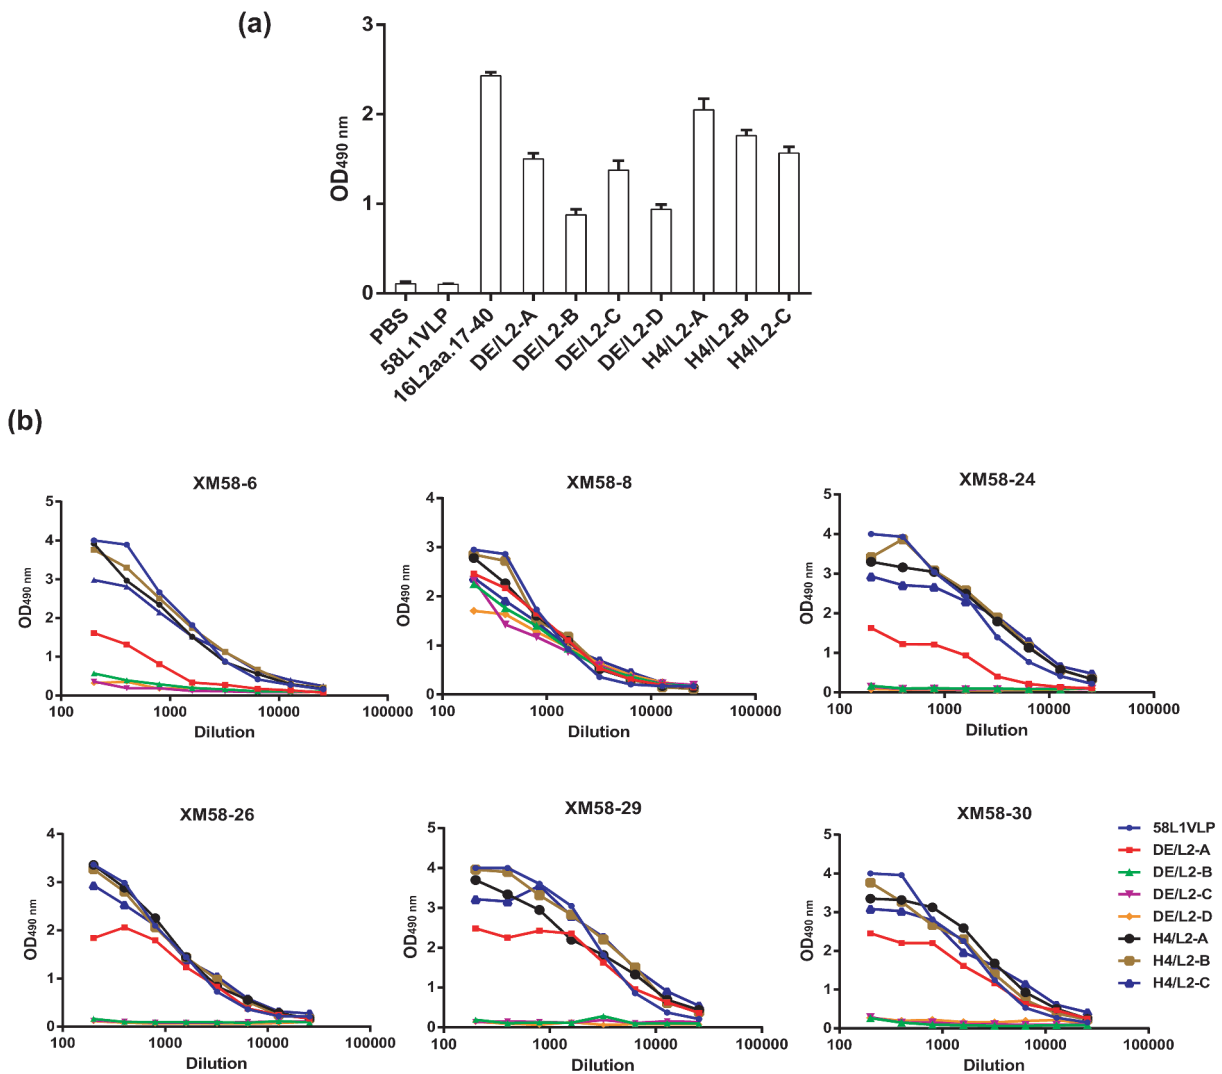 (a)
3
2
1
0
OD490 nm
PBS
58L1VLP
16L2aa.17-40
DE/L2-A
DE/L2-B
DE/L2-C
DE/L2-D
H4/L2-A
H4/L2-B
H4/L2-C
(b)
XM58-6
5
4
3
2
1
0
OD490 nm
100 1000 10000 100000
Dilution
XM58-8
4
3
2
1
0
OD490 nm
100 1000 10000 100000
Dilution
XM58-24
5
4
3
2
1
0
OD490 nm
100 1000 10000 100000
Dilution
XM58-26
4
3
2
1
0
OD490 nm
100 1000 10000 100000
Dilution
XM58-29
5
4
3
2
1
0
OD490 nm
100 1000 10000 100000
Dilution
XM58-30
5
4
3
2
1
0
OD490 nm
100 1000 10000 100000
Dilution
58L1VLP
DE/L2-A
DE/L2-B
DE/L2-C
DE/L2-D
H4/L2-A
H4/L2-B
H4/L2-C